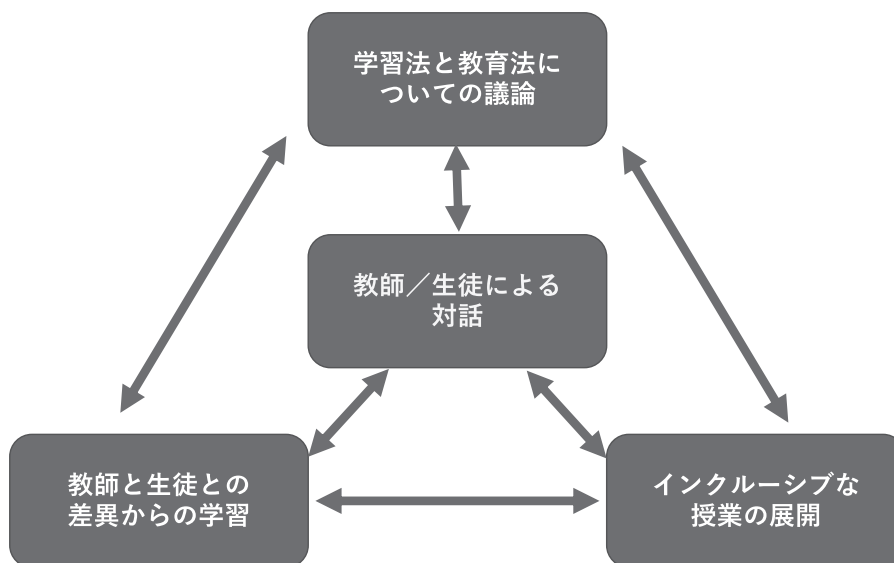 学習法と教育法に
ついての議論
教師／生徒による
対話
教師と生徒との
差異からの学習
インクルーシブな
授業の展開